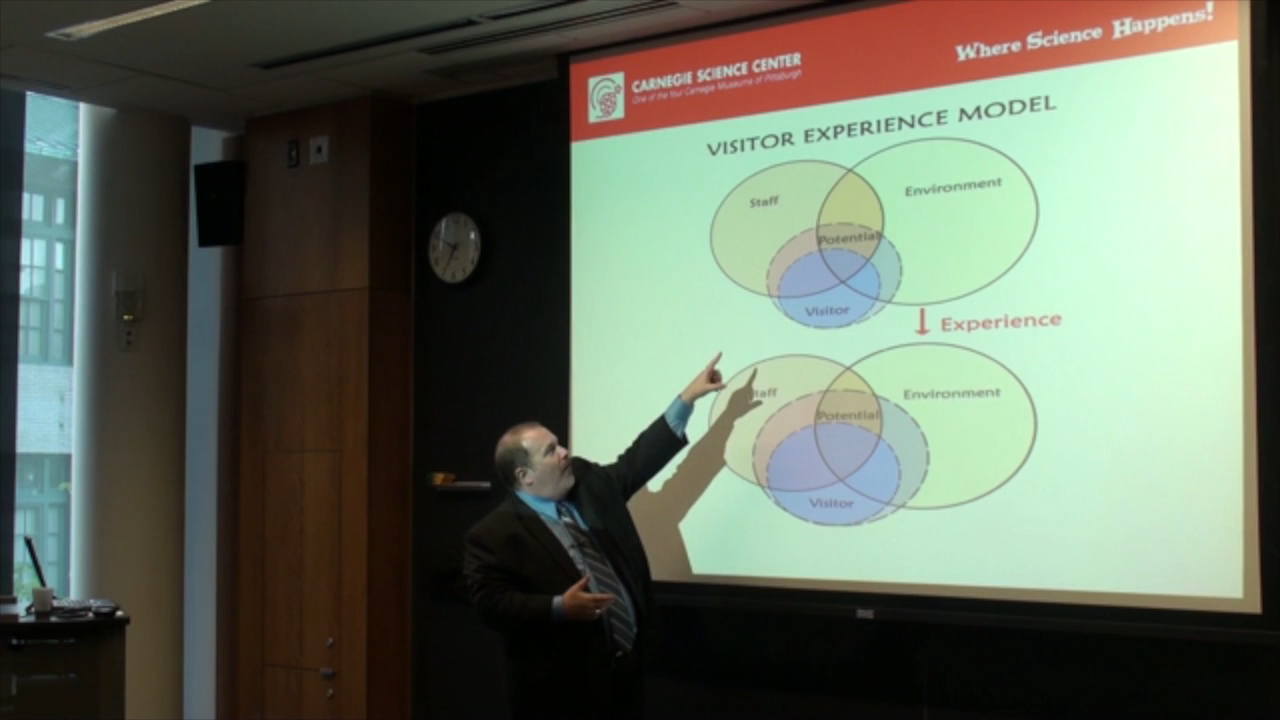 CARNEGIE SCIENCE CENTER
One of the four Carnegie Museums of Pittsburgh
Where Science Happens!
VISITOR EXPERIENCE MODEL
Staff
Environment
Potential
Visitor
Experience
Staff
Environment
Potential
Visitor